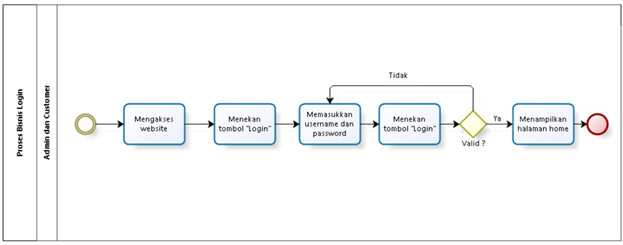 Proses Bisnis Login
Admin dan Customer
Mengakses
website
Menekan
tombol "Login"
Memasukkan
username dan
password
Menekan
tombol "Login"
Tidak
Valid ?
Ya
Menampilkan
halaman home